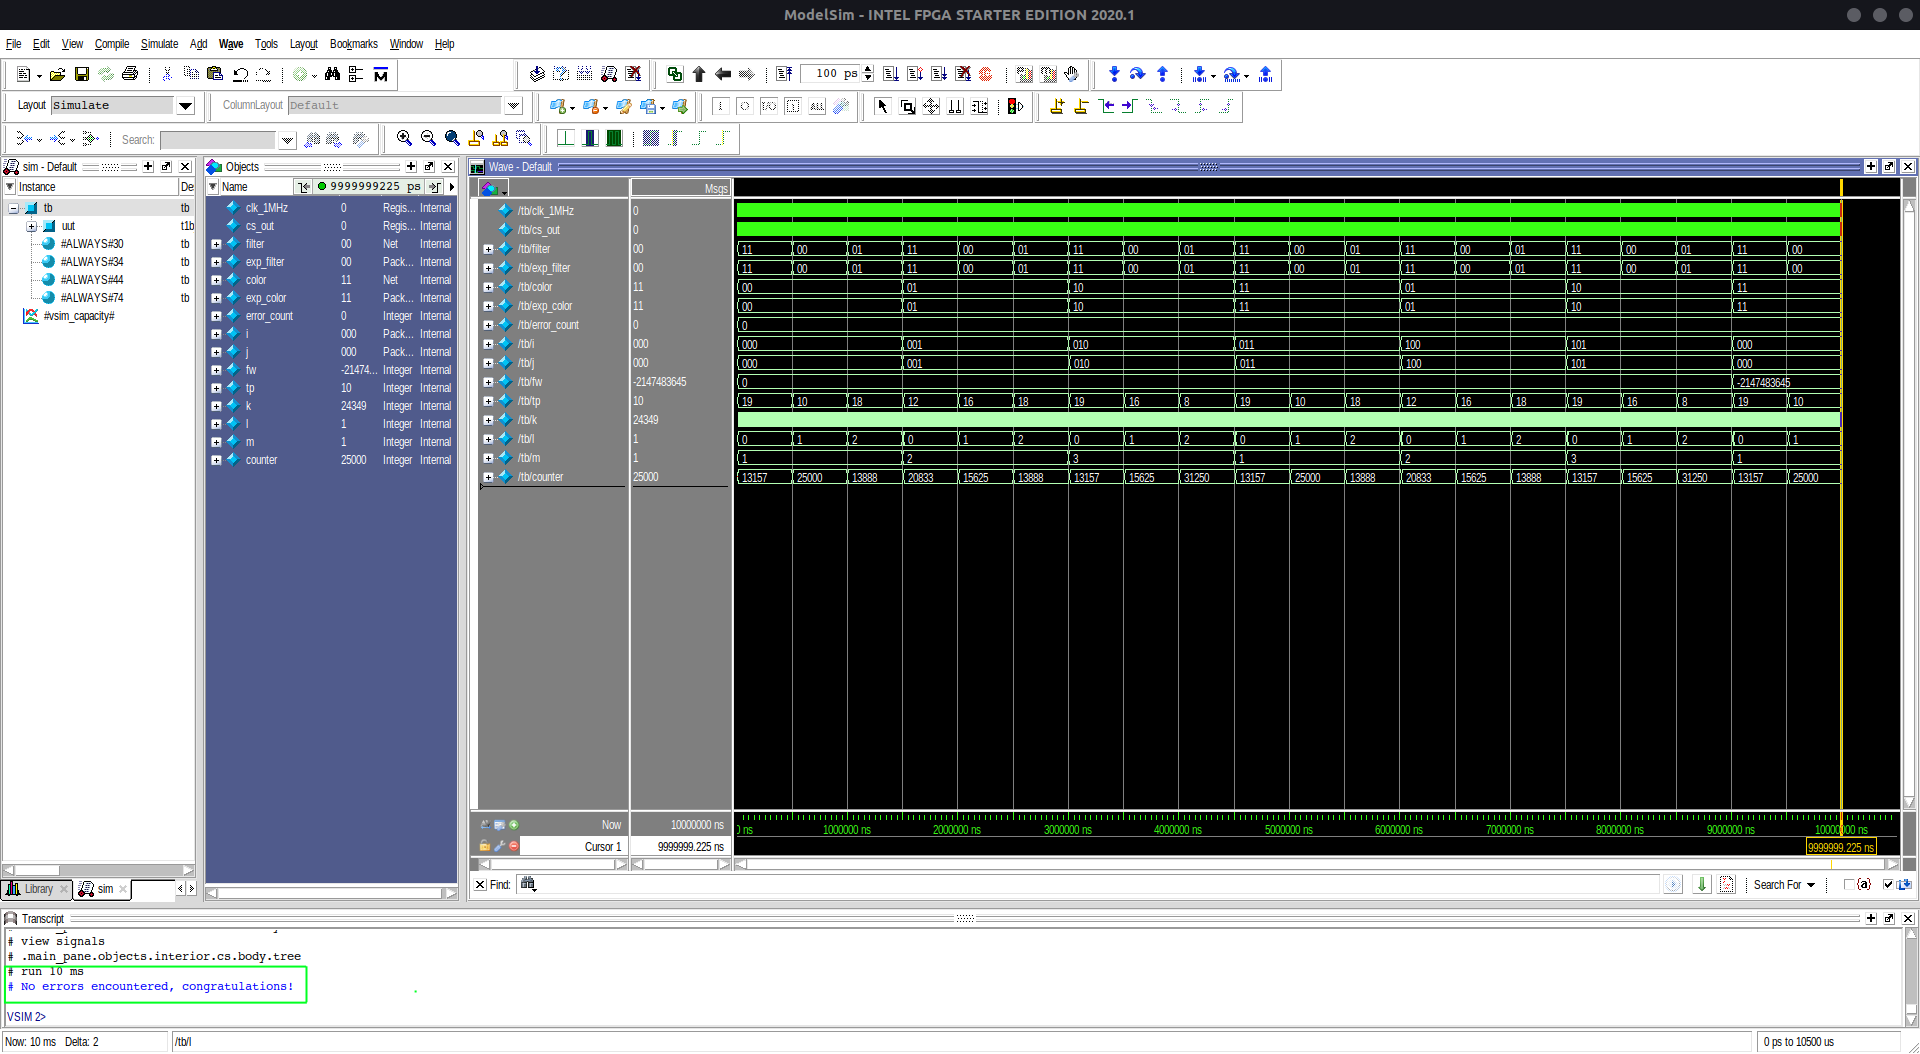 ModelSim - INTEL FPGA STARTER EDITION 2020.1
File Edit View Compile Simulate Add Wave Tools Layout Bookmarks Window Help
100 ps
Layout Simulate ColumnLayout Default
Search:
sim - Default
Instance De
tb tb
uut t1b
#ALWAYS#30 tb
#ALWAYS#34 tb
#ALWAYS#44 tb
#ALWAYS#74 tb
#vsim_capacity#
Library sim
Objects
Name 9999999225 ps
clk_1MHz 0 Regis... Internal
cs_out 0 Regis... Internal
filter 00 Net Internal
exp_filter 00 Pack... Internal
color 11 Net Internal
exp_color 11 Pack... Internal
error_count 0 Integer Internal
i 000 Pack... Internal
j 000 Pack... Internal
fw -21474... Integer Internal
tp 10 Integer Internal
k 24349 Integer Internal
l 1 Integer Internal
m 1 Integer Internal
counter 25000 Integer Internal
Wave - Default
Msgs
/tb/clk_1MHz 0
/tb/cs_out 0
/tb/filter 00 11 00 01 11 00 01 11 00 01 11 00 01 11 00 01 11 00 01 11 00
/tb/exp_filter 00 11 00 01 11 00 01 11 00 01 11 00 01 11 00 01 11 00 01 11 00
/tb/color 11 00 01 10 11 01 10 11
/tb/exp_color 11 00 01 10 11 01 10 11
/tb/error_count 0 0
/tb/i 000 000 001 010 011 100 101 000
/tb/j 000 000 001 010 011 100 101 000
/tb/fw -2147483645 0 -2147483645
/tb/tp 10 19 10 18 12 16 18 19 16 8 19 10 18 12 16 18 19 16 8 19 10
/tb/k 24349
/tb/l 1 0 1 2 0 1 2 0 1 2 0 1 2 0 1 2 0 1 2 0 1
/tb/m 1 1 2 3 1 2 3 1
/tb/counter 25000 13157 25000 13888 20833 15625 13888 13157 15625 31250 13157 25000 13888 20833 15625 13888 13157 15625 31250 13157 25000
Now 10000000 ns 0 ns 1000000 ns 2000000 ns 3000000 ns 4000000 ns 5000000 ns 6000000 ns 7000000 ns 8000000 ns 9000000 ns 10000000 ns
Cursor 1 9999999.225 ns 9999999.225 ns
Find: Search For
Transcript
# view signals
# .main_pane.objects.interior.cs.body.tree
# run 10 ms
# No errors encountered, congratulations!
VSIM 2>
Now: 10 ms Delta: 2 /tb/l 0 ps to 10500 us